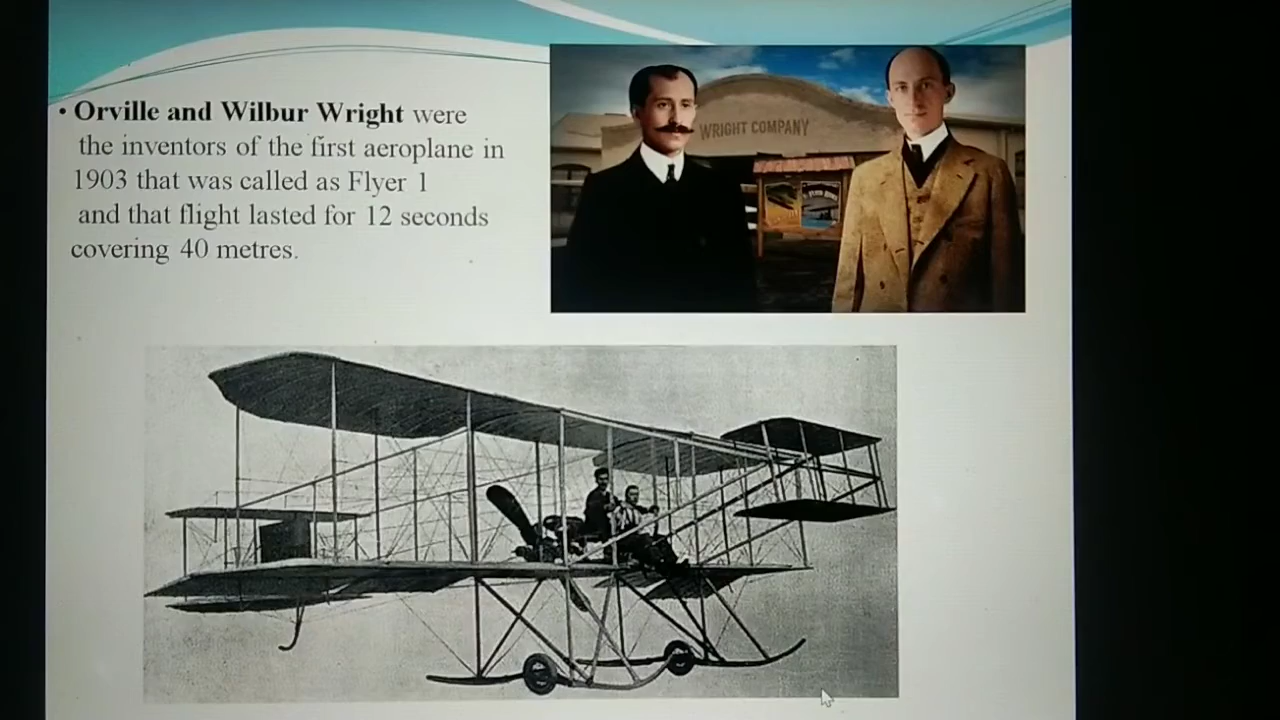 • Orville and Wilbur Wright were
the inventors of the first aeroplane in
1903 that was called as Flyer 1
and that flight lasted for 12 seconds
covering 40 metres.
WRIGHT COMPANY